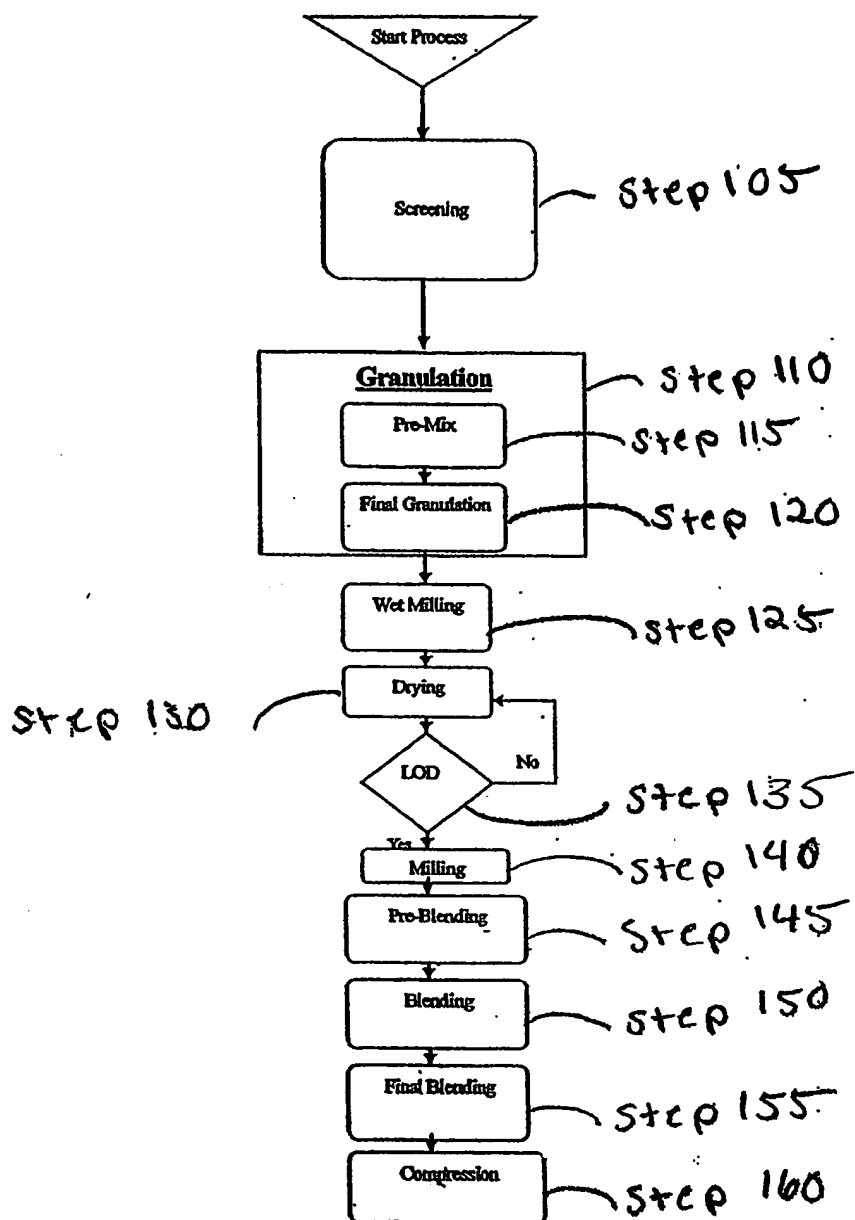 Start Process
Screening
step 105
Granulation
step 110
Pre-Mix
step 115
Final Granulation
step 120
Wet Milling
step 125
Drying
step 130
LOD
No
step 135
Yes
Milling
step 140
Pre-Blending
step 145
Blending
step 150
Final Blending
step 155
Compression
step 160